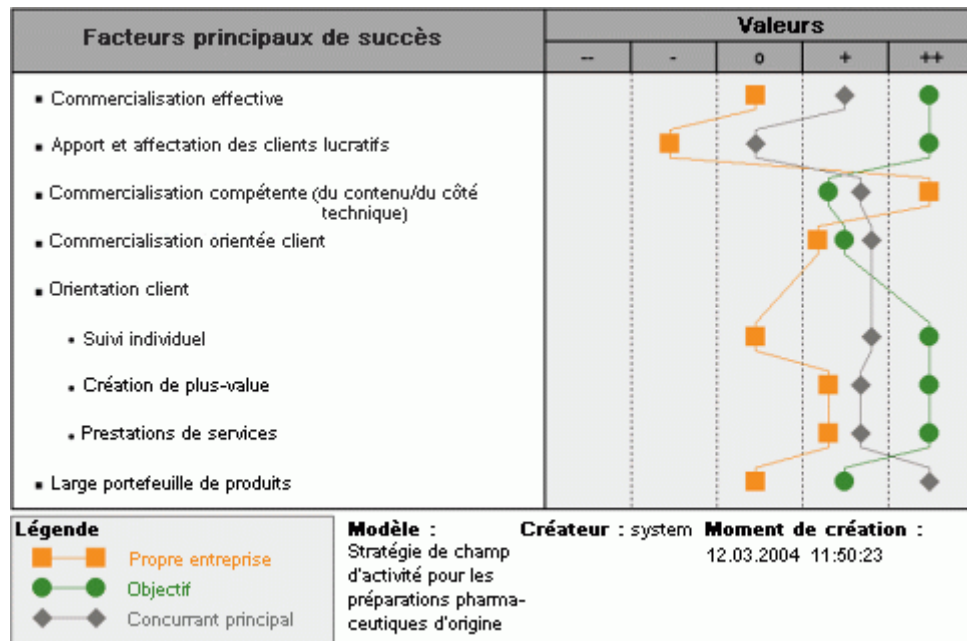 Facteurs principaux de succès
Valeurs
-- - o + ++
▪ Commercialisation effective
▪ Apport et affectation des clients lucratifs
▪ Commercialisation compétente (du contenu/du côté
technique)
▪ Commercialisation orientée client
▪ Orientation client
• Suivi individuel
• Création de plus-value
• Prestations de services
▪ Large portefeuille de produits
Légende
Propre entreprise
Objectif
Concurrant principal
Modèle :
Stratégie de champ
d'activité pour les
préparations pharma-
ceutiques d'origine
Créateur : system
Moment de création :
12.03.2004 11:50:23